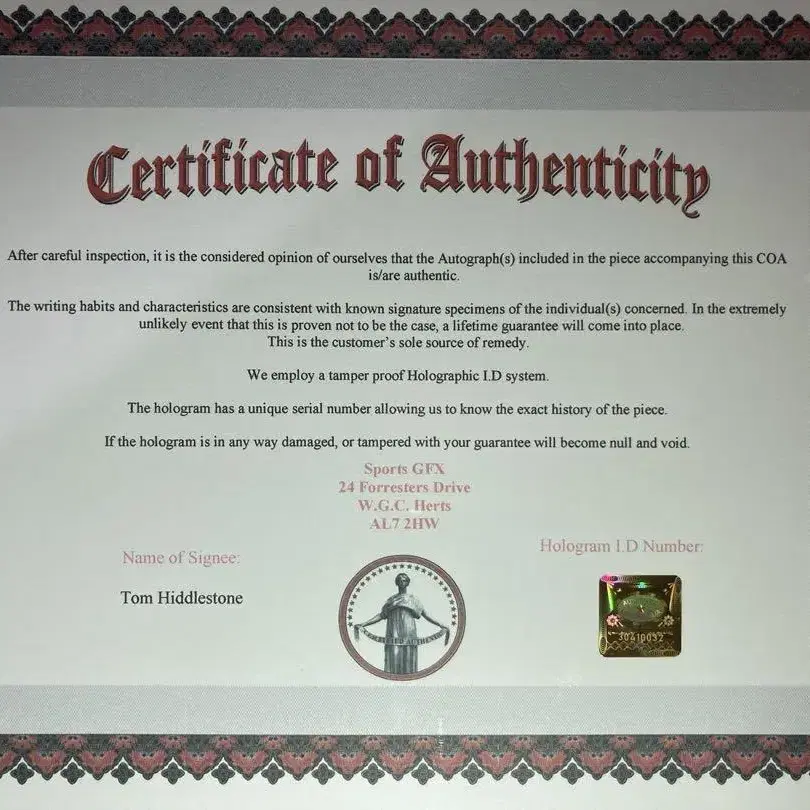 Certificate of Authenticity
After careful inspection, it is the considered opinion of ourselves that the Autograph(s) included in the piece accompanying this COA
is/are authentic.
The writing habits and characteristics are consistent with known signature specimens of the individual(s) concerned. In the extremely
unlikely event that this is proven not to be the case, a lifetime guarantee will come into place.
This is the customer's sole source of remedy.
We employ a tamper proof Holographic I.D system.
The hologram has a unique serial number allowing us to know the exact history of the piece.
If the hologram is in any way damaged, or tampered with your guarantee will become null and void.
Sports GFX
24 Forresters Drive
W.G.C. Herts
AL7 2HW
Name of Signee:
Hologram I.D Number:
Tom Hiddlestone
30410032